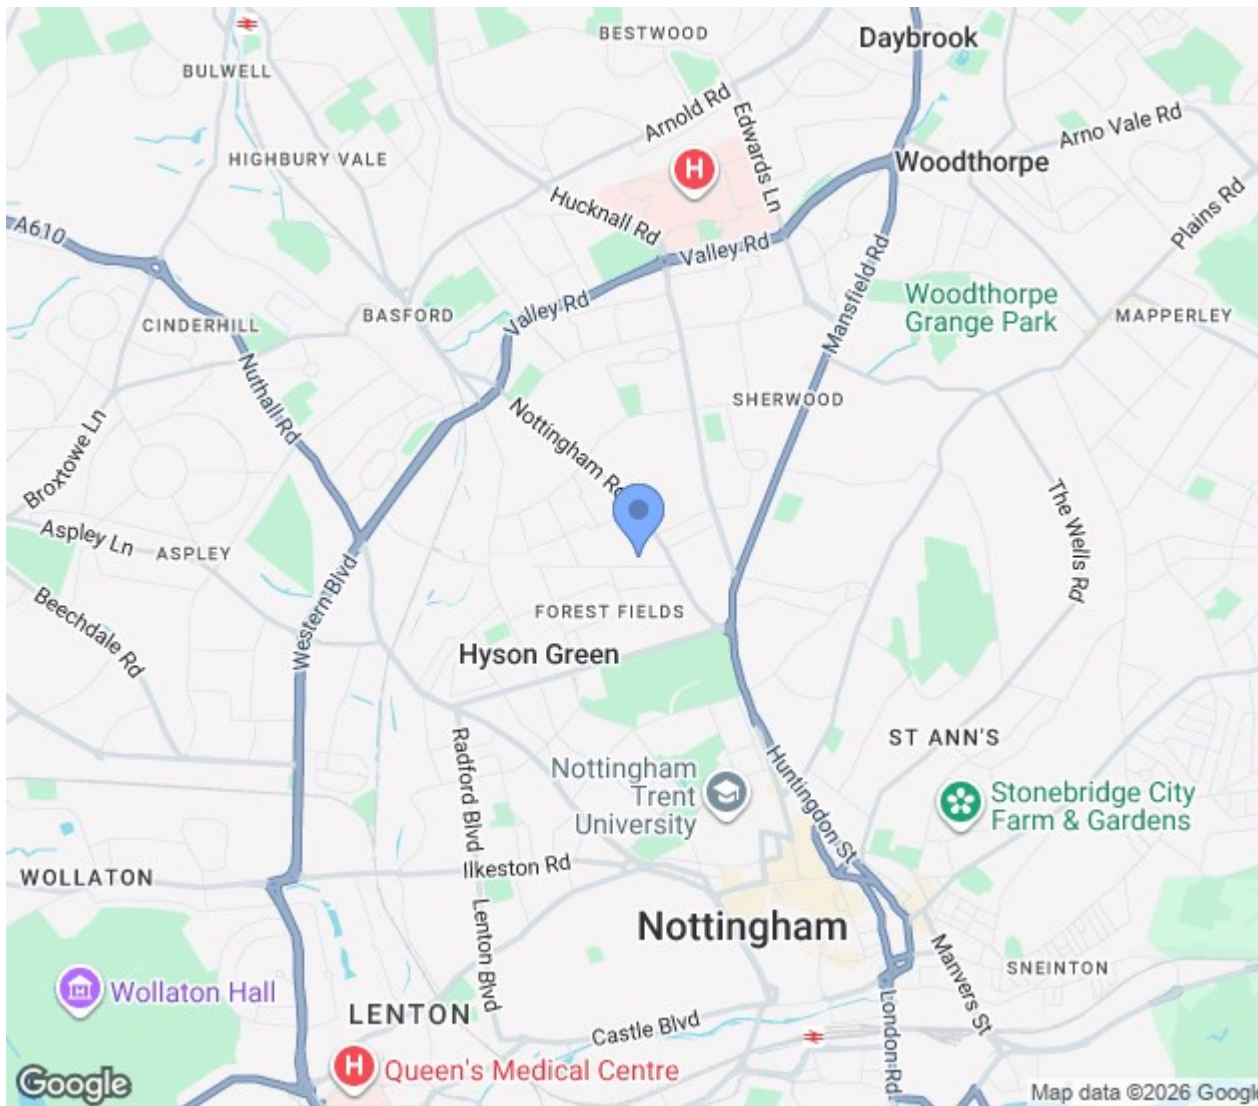 BESTWOOD
Daybrook
BULWELL
Arnold Rd
Edwards Ln
Arno Vale Rd
HIGHBURY VALE
H
Woodthorpe
Plains Rd
Hucknall Rd
A610
Valley Rd
Mansfield Rd
Woodthorpe
Grange Park
CINDERHILL
BASFORD
Valley Rd
MAPPERLEY
Nuthall Rd
SHERWOOD
Broxtowe Ln
Nottingham Rd
The Wells Rd
Aspley Ln
ASPLEY
Western Blvd
Beechdale Rd
FOREST FIELDS
Hyson Green
ST ANN'S
Radford Blvd
Nottingham
Trent
University
Huntingdon St
Stonebridge City
Farm & Gardens
WOLLATON
Ilkeston Rd
Lenton Blvd
Nottingham
Manvers St
SNEINTON
Wollaton Hall
LENTON
Castle Blvd
London Rd
H
Queen's Medical Centre
Google
Map data ©2026 Google